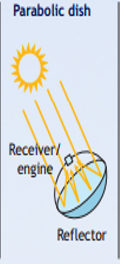 Parabolic dish
Receiver/
engine
Reflector